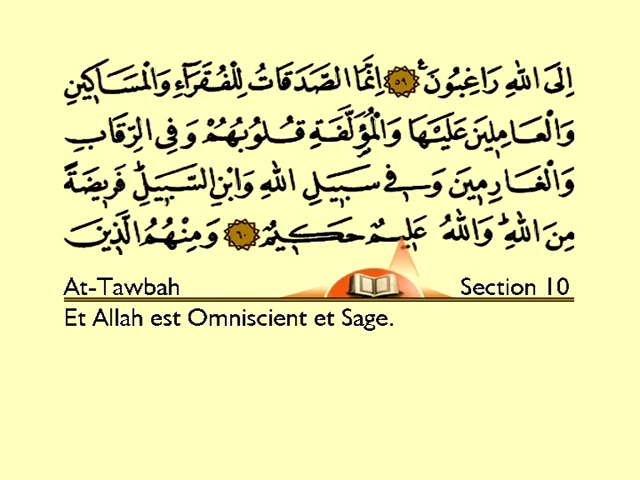 إِلَى اللّٰهِ رَاغِبُونَ ﴿٥٩﴾ اِنَّمَا الصَّدَقَاتُ لِلْفُقَرَآءِ وَالْمَسَاكِينِ
وَالْعَامِلِينَ عَلَيْهَا وَالْمُؤَلَّفَةِ قُلُوبُهُمْ وَفِى الرِّقَابِ
وَالْغَارِمِينَ وَفِى سَبِيلِ اللّٰهِ وَابْنِ السَّبِيلِ فَرِيضَةً
مِنَ اللّٰهِ وَاللّٰهُ عَلِيمٌ حَكِيمٌ ﴿٦٠﴾ وَمِنْهُمُ الَّذِينَ
At-Tawbah Section 10
Et Allah est Omniscient et Sage.